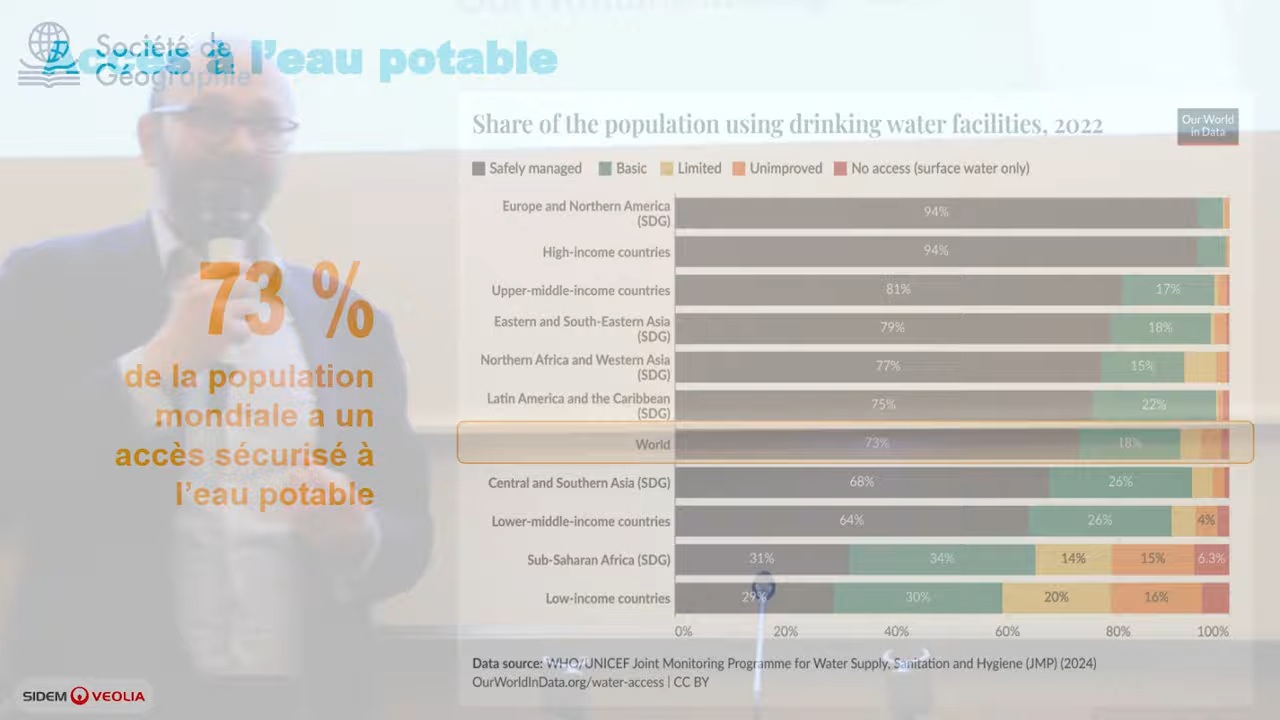 Société de
Géographie
Accès à l'eau potable
73 %
de la population
mondiale a un
accès sécurisé à
l'eau potable
Share of the population using drinking water facilities, 2022
Our World
in Data
Safely managed Basic Limited Unimproved No access (surface water only)
Europe and Northern America
(SDG)
94%
High-income countries 94%
Upper-middle-income countries 81% 17%
Eastern and South-Eastern Asia
(SDG)
79% 18%
Northern Africa and Western Asia
(SDG)
77% 15%
Latin America and the Caribbean
(SDG)
75% 22%
World 73% 18%
Central and Southern Asia (SDG) 68% 26%
Lower-middle-income countries 64% 26% 4%
Sub-Saharan Africa (SDG) 31% 34% 14% 15% 6.3%
Low-income countries 29% 30% 20% 16%
0% 20% 40% 60% 80% 100%
Data source: WHO/UNICEF Joint Monitoring Programme for Water Supply, Sanitation and Hygiene (JMP) (2024)
OurWorldInData.org/water-access | CC BY
SIDEM VEOLIA